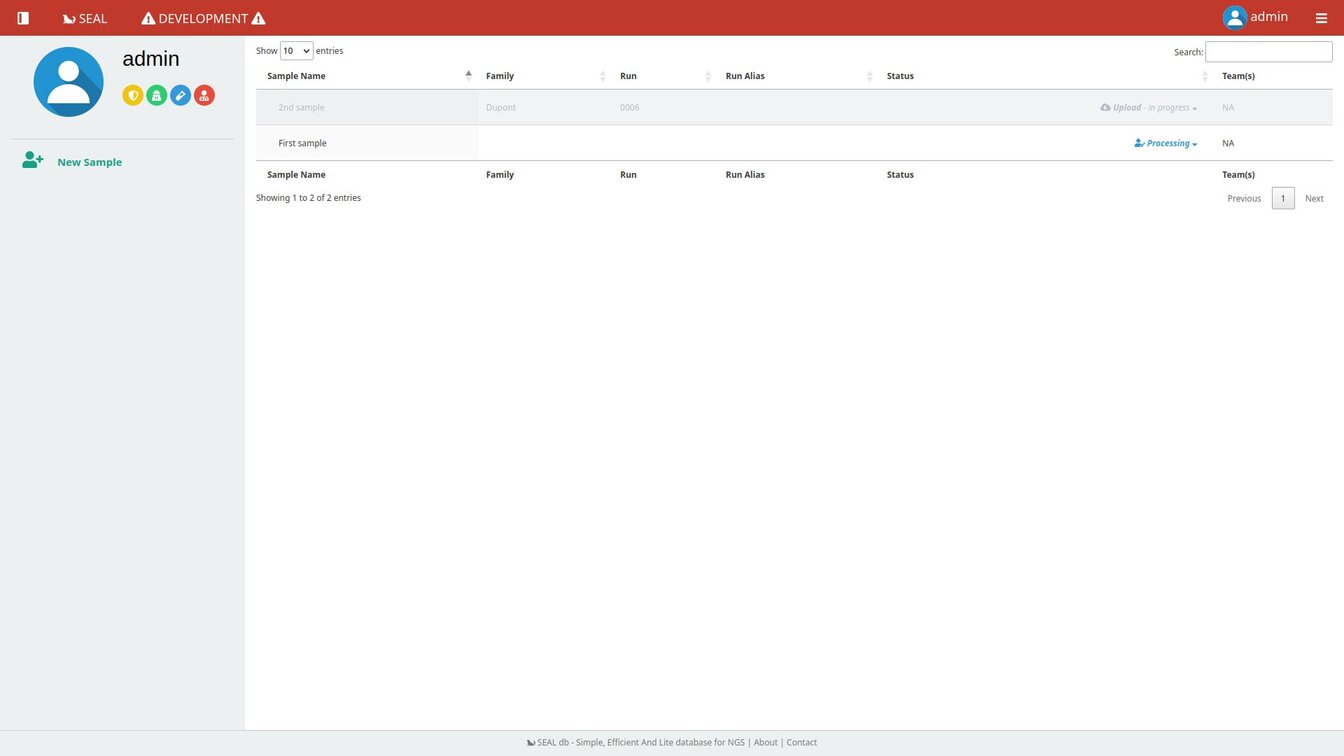 SEAL DEVELOPMENT admin
admin
New Sample
Show 10 entries Search:
Sample Name Family Run Run Alias Status Team(s)
2nd sample Dupont 0006 Upload - in progress NA
First sample Processing NA
Sample Name Family Run Run Alias Status Team(s)
Showing 1 to 2 of 2 entries Previous 1 Next
SEAL db - Simple, Efficient And Lite database for NGS | About | Contact